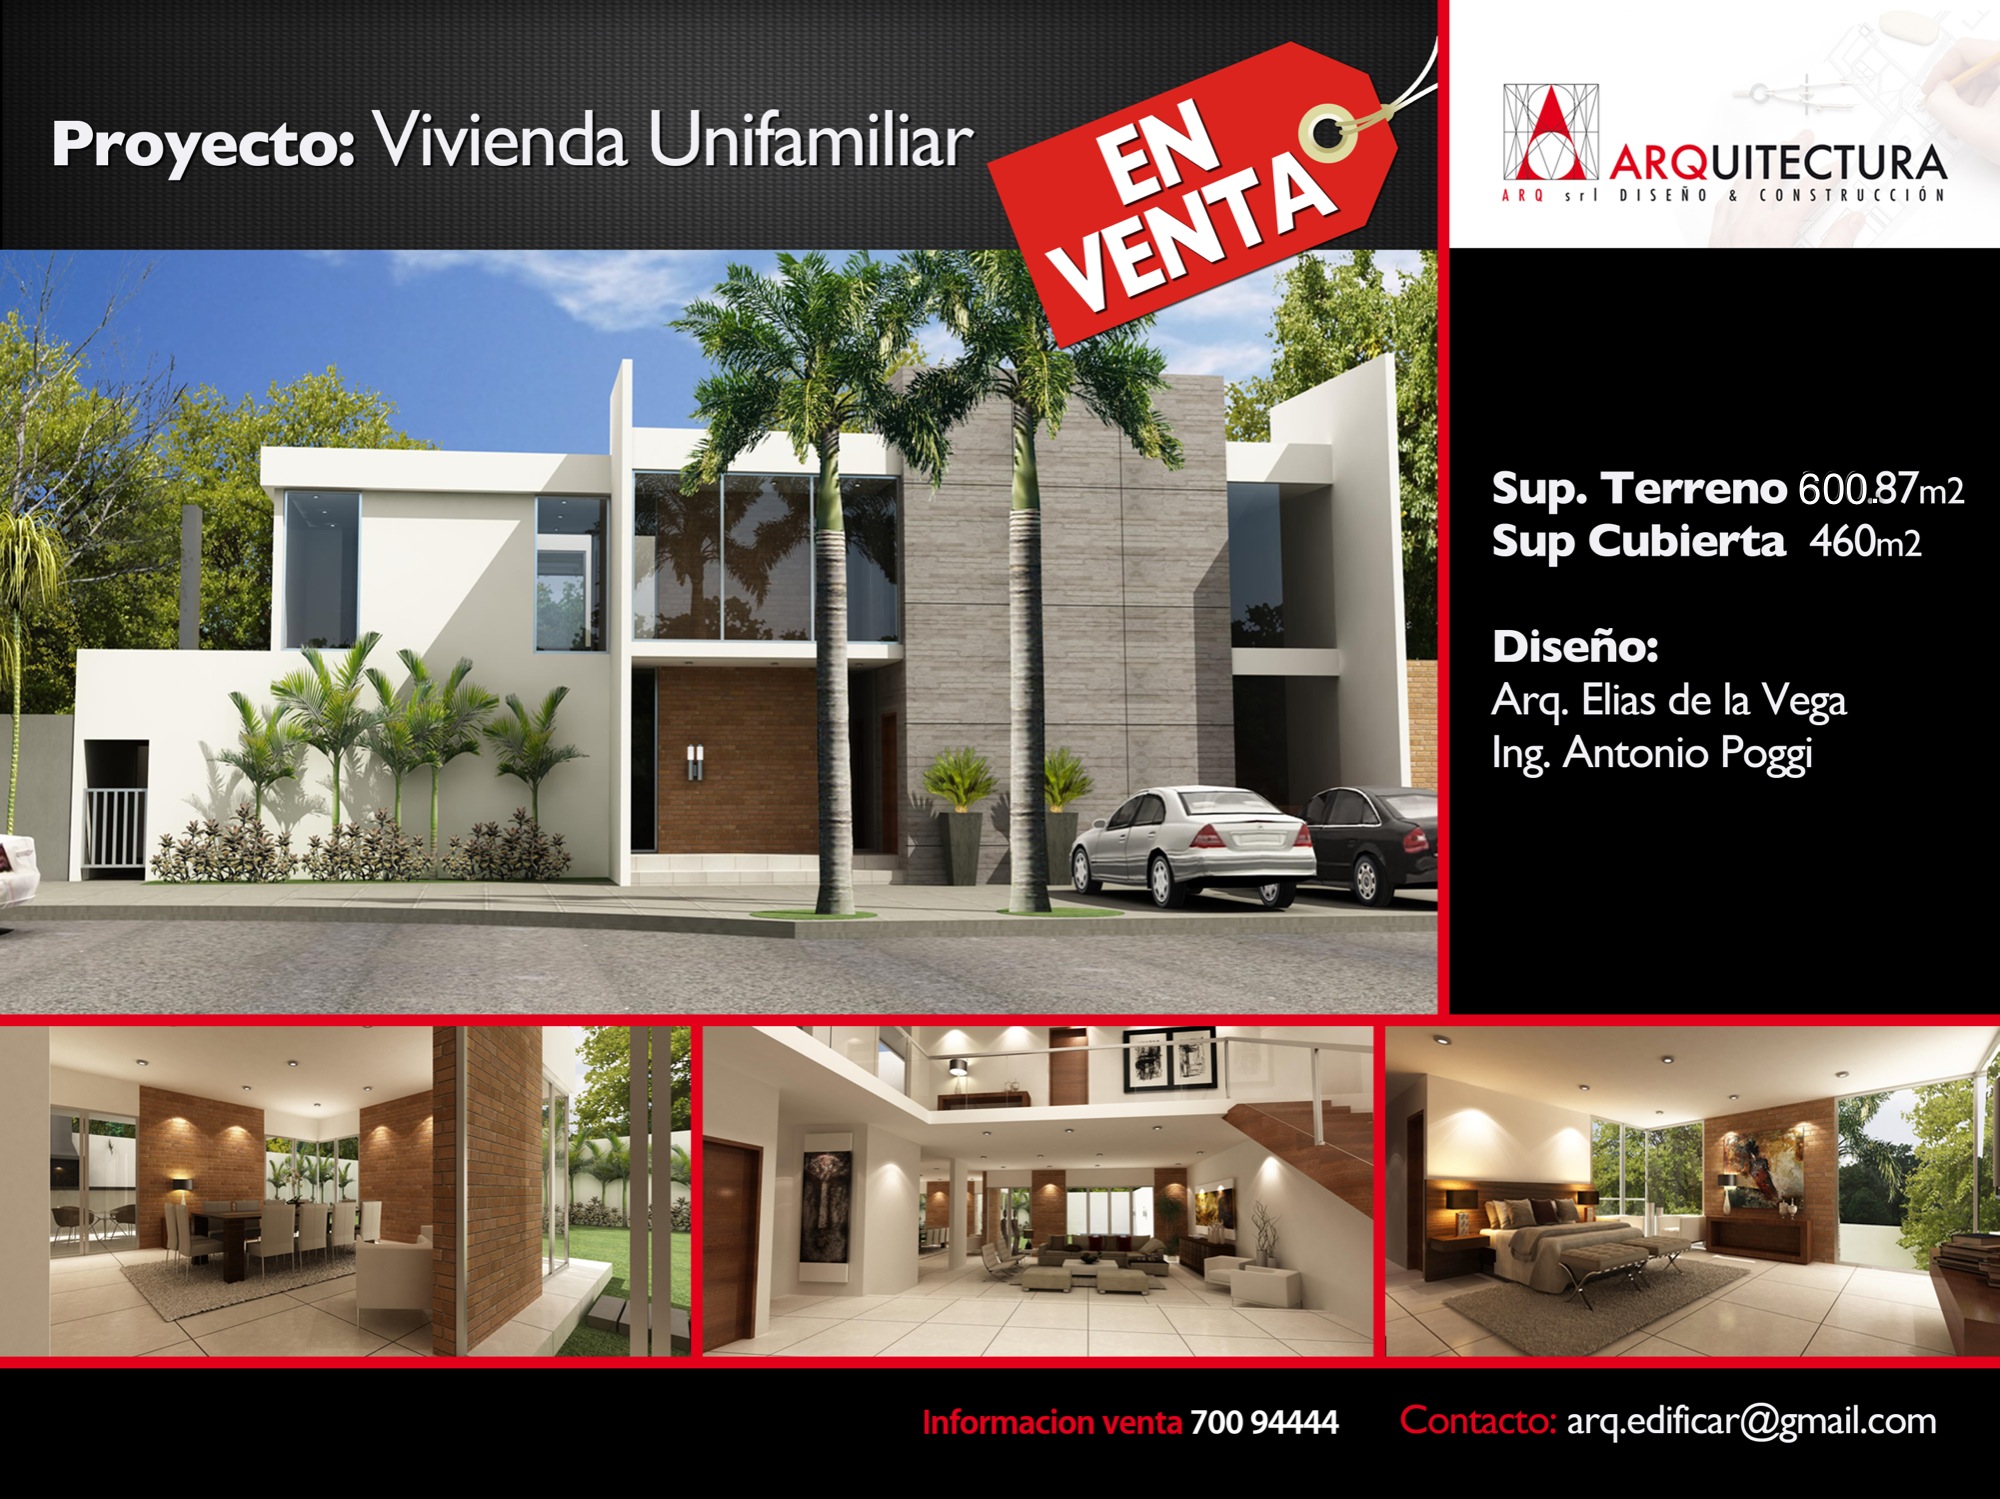 Proyecto: Vivienda Unifamiliar
EN
VENTA
ARQUITECTURA
ARQ srl DISEÑO & CONSTRUCCIÓN
Sup. Terreno 600.87m2
Sup Cubierta 460m2
Diseño:
Arq. Elias de la Vega
Ing. Antonio Poggi
Informacion venta 700 94444
Contacto: arq.edificar@gmail.com